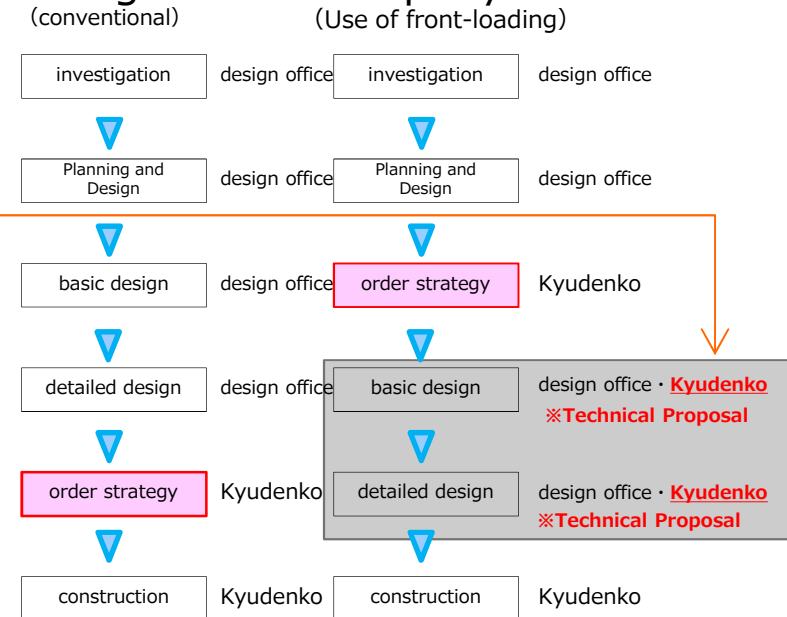 (conventional)
(Use of front-loading)
investigation design office investigation design office
Planning and
Design
design office
Planning and
Design
design office
basic design design office order strategy Kyudenko
detailed design design office basic design design office・Kyudenko
※Technical Proposal
order strategy Kyudenko detailed design design office・Kyudenko
※Technical Proposal
construction Kyudenko construction Kyudenko